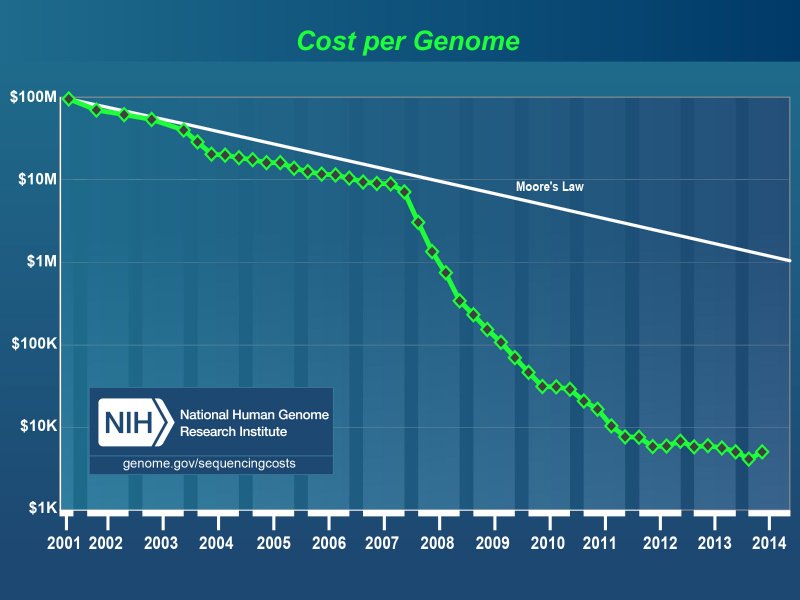 Cost per Genome
$100M
$10M
Moore's Law
$1M
$100K
NIH
National Human Genome
Research Institute
genome.gov/sequencingcosts
$10K
$1K
2001 2002 2003 2004 2005 2006 2007 2008 2009 2010 2011 2012 2013 2014